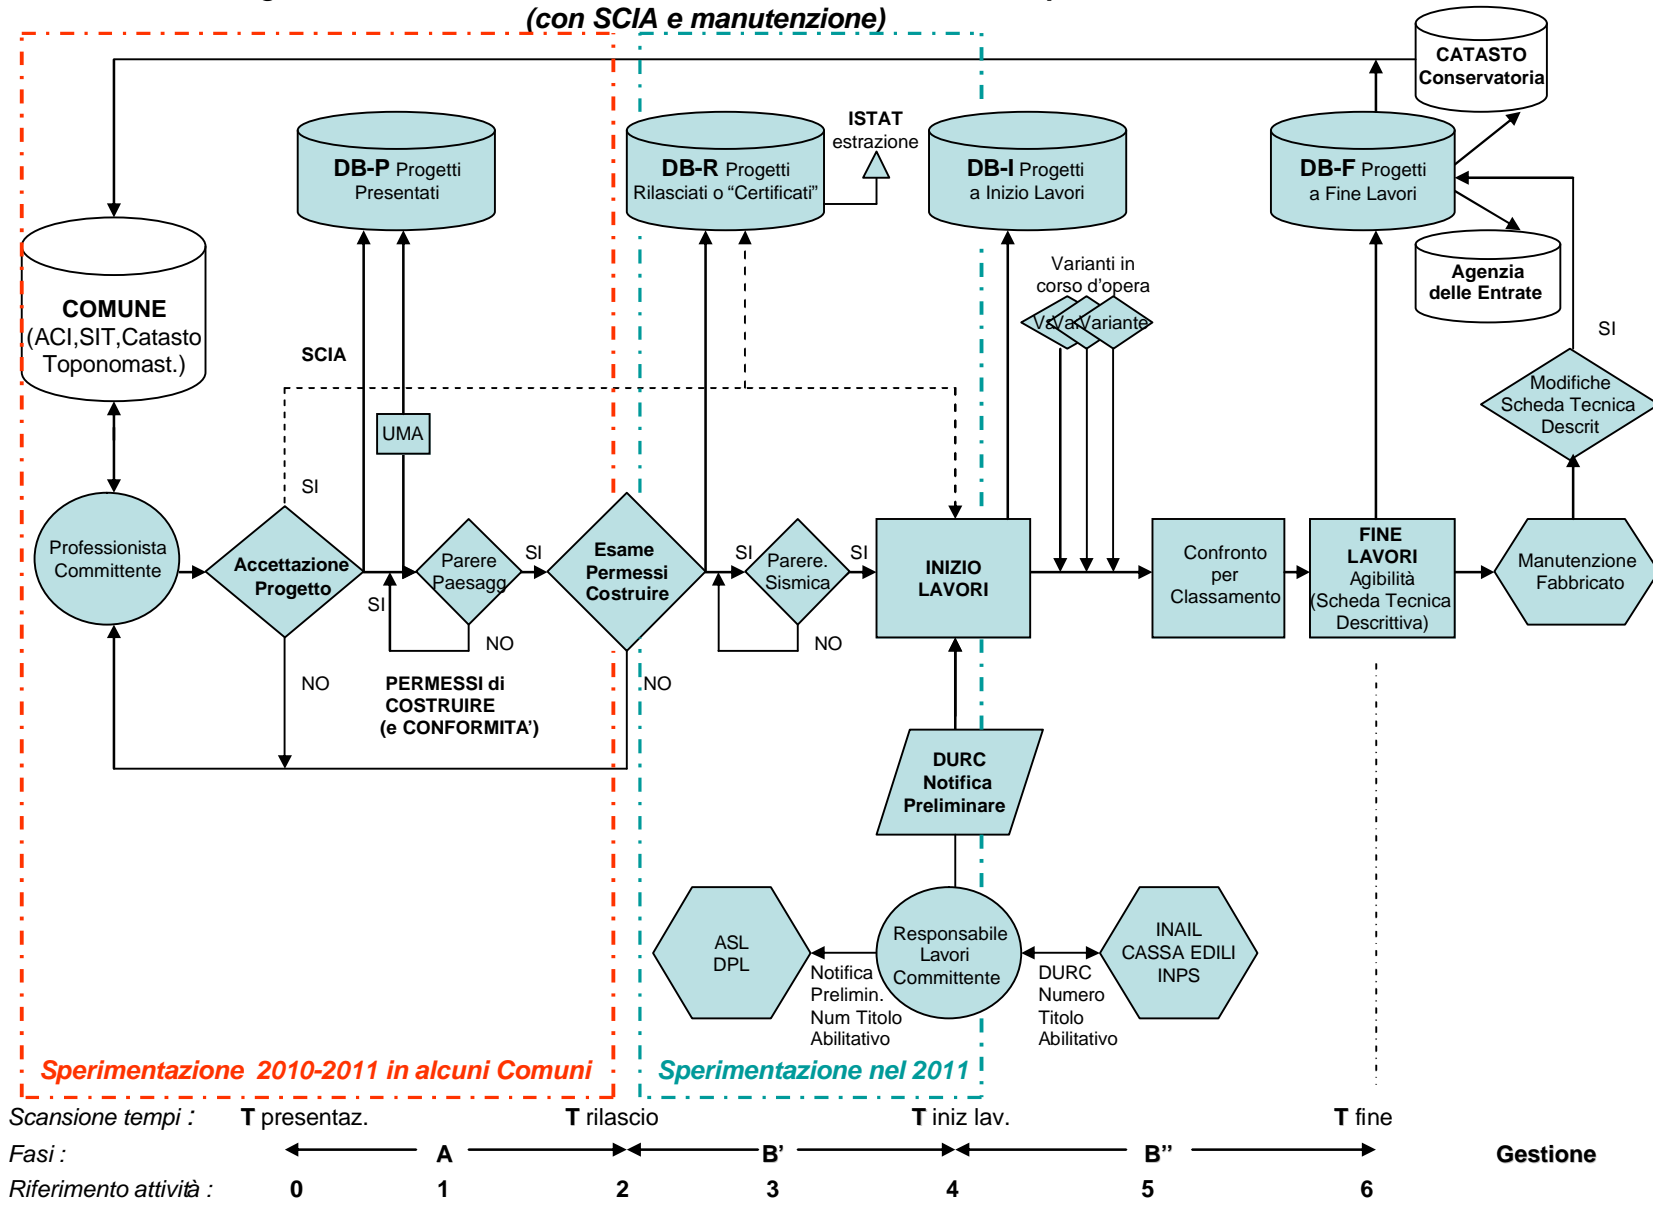 (con SCIA e manutenzione)
CATASTO
Conservatoria
DB-P Progetti
Presentati
DB-R Progetti
Rilasciati o “Certificati”
ISTAT
estrazione
DB-I Progetti
a Inizio Lavori
DB-F Progetti
a Fine Lavori
COMUNE
(ACI,SIT,Catasto
Toponomast.)
Varianti in
corso d’opera
Variante
Agenzia
delle Entrate
SCIA
SI
UMA
Modifiche
Scheda Tecnica
Descrit
SI
Professionista
Committente
Accettazione
Progetto
SI
Parere
Paesagg
SI
NO
Esame
Permessi
Costruire
SI
Parere.
Sismica
SI
NO
INIZIO
LAVORI
Confronto
per
Classamento
FINE
LAVORI
Agibilità
(Scheda Tecnica
Descrittiva)
Manutenzione
Fabbricato
NO
PERMESSI di
COSTRUIRE
(e CONFORMITA’)
NO
DURC
Notifica
Preliminare
ASL
DPL
Notifica
Prelimin.
Num Titolo
Abilitativo
Responsabile
Lavori
Committente
DURC
Numero
Titolo
Abilitativo
INAIL
CASSA EDILI
INPS
Sperimentazione 2010-2011 in alcuni Comuni
Sperimentazione nel 2011
Scansione tempi : T presentaz. T rilascio T iniz lav. T fine
Fasi : A B’ B’’ Gestione
Riferimento attività : 0 1 2 3 4 5 6